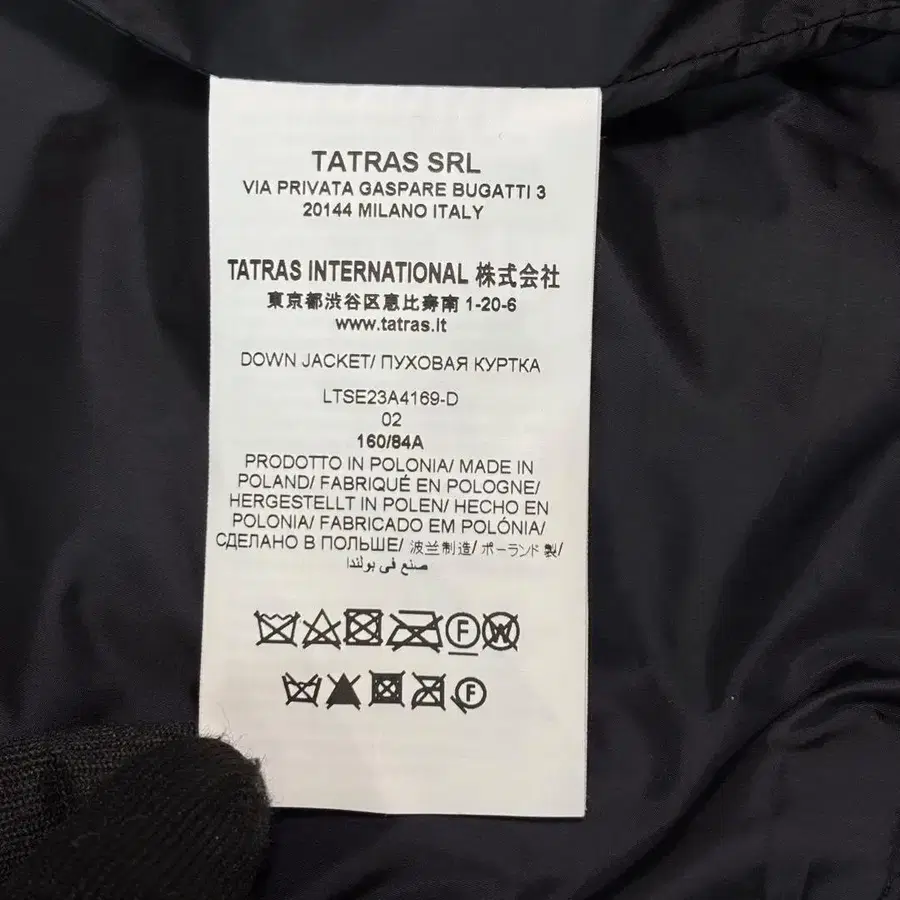 TATRAS SRL
VIA PRIVATA GASPARE BUGATTI 3
20144 MILANO ITALY
TATRAS INTERNATIONAL 株式会社
東京都渋谷区恵比寿南 1-20-6
www.tatras.it
DOWN JACKET/ ПУХОВАЯ КУРТКА
LTSE23A4169-D
02
160/84A
PRODOTTO IN POLONIA/ MADE IN
POLAND/ FABRIQUÉ EN POLOGNE/
HERGESTELLT IN POLEN/ HECHO EN
POLONIA/ FABRICADO EM POLÓNIA/
СДЕЛАНО В ПОЛЬШЕ/ 波兰制造/ ポーランド製/
صنع في بولندا
F W
F